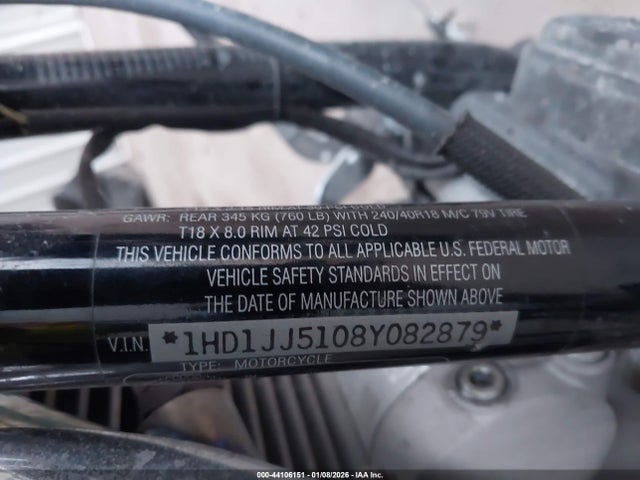 GAWR: REAR 345 KG (760 LB) WITH 240/40R18 M/C 79V TIRE
T18 X 8.0 RIM AT 42 PSI COLD
THIS VEHICLE CONFORMS TO ALL APPLICABLE U.S. FEDERAL MOTOR
VEHICLE SAFETY STANDARDS IN EFFECT ON
THE DATE OF MANUFACTURE SHOWN ABOVE
V.I.N. *1HD1JJ5108Y082879*
TYPE: MOTORCYCLE
000-44106151 | 01/08/2026 | IAA Inc.